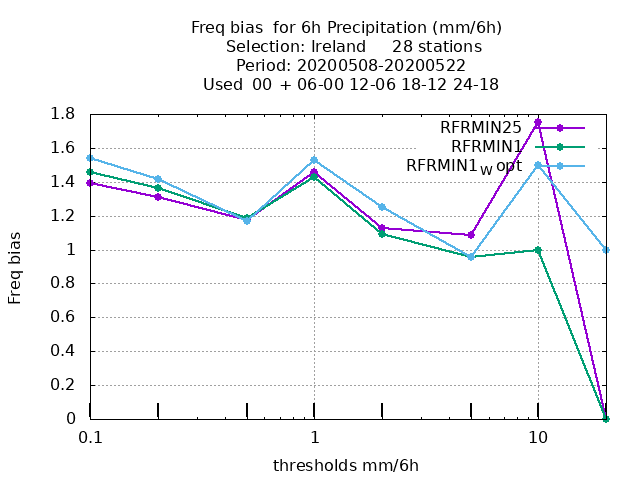 Freq bias  for 6h Precipitation (mm/6h)
Selection: Ireland     28 stations
Period: 20200508-20200522
Used  00  + 06-00 12-06 18-12 24-18
RFRMIN25
RFRMIN1
RFRMIN1_W opt
Freq bias
1.8
1.6
1.4
1.2
1
0.8
0.6
0.4
0.2
0
0.1 1 10
thresholds mm/6h